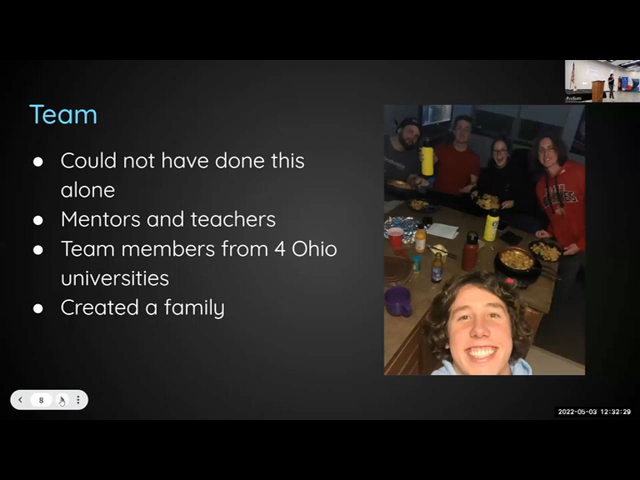 Team
● Could not have done this
alone
● Mentors and teachers
● Team members from 4 Ohio
universities
● Created a family
8
2022-05-03 12:32:29